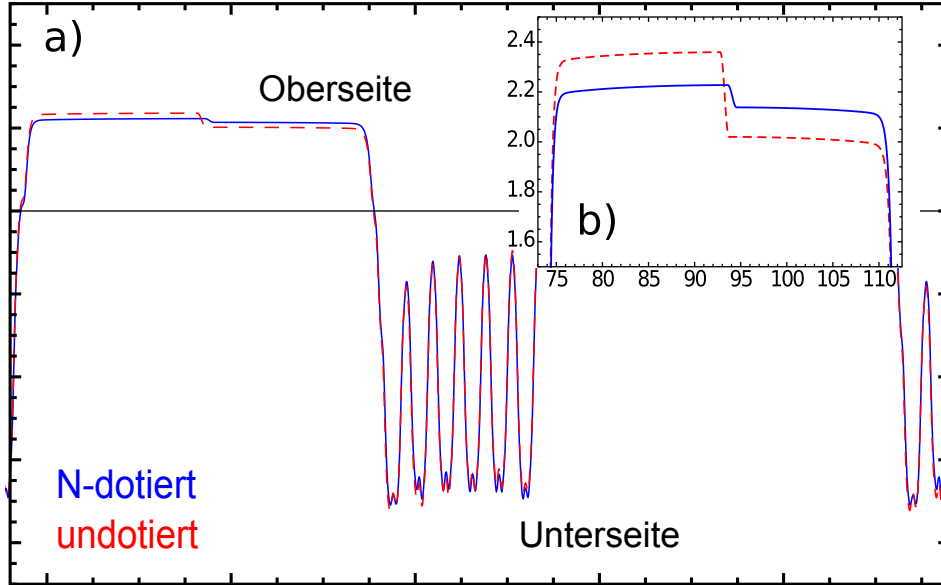 a)
Oberseite
N-dotiert
undotiert
Unterseite
b)
2.4
2.2
2.0
1.8
1.6
75 80 85 90 95 100 105 110